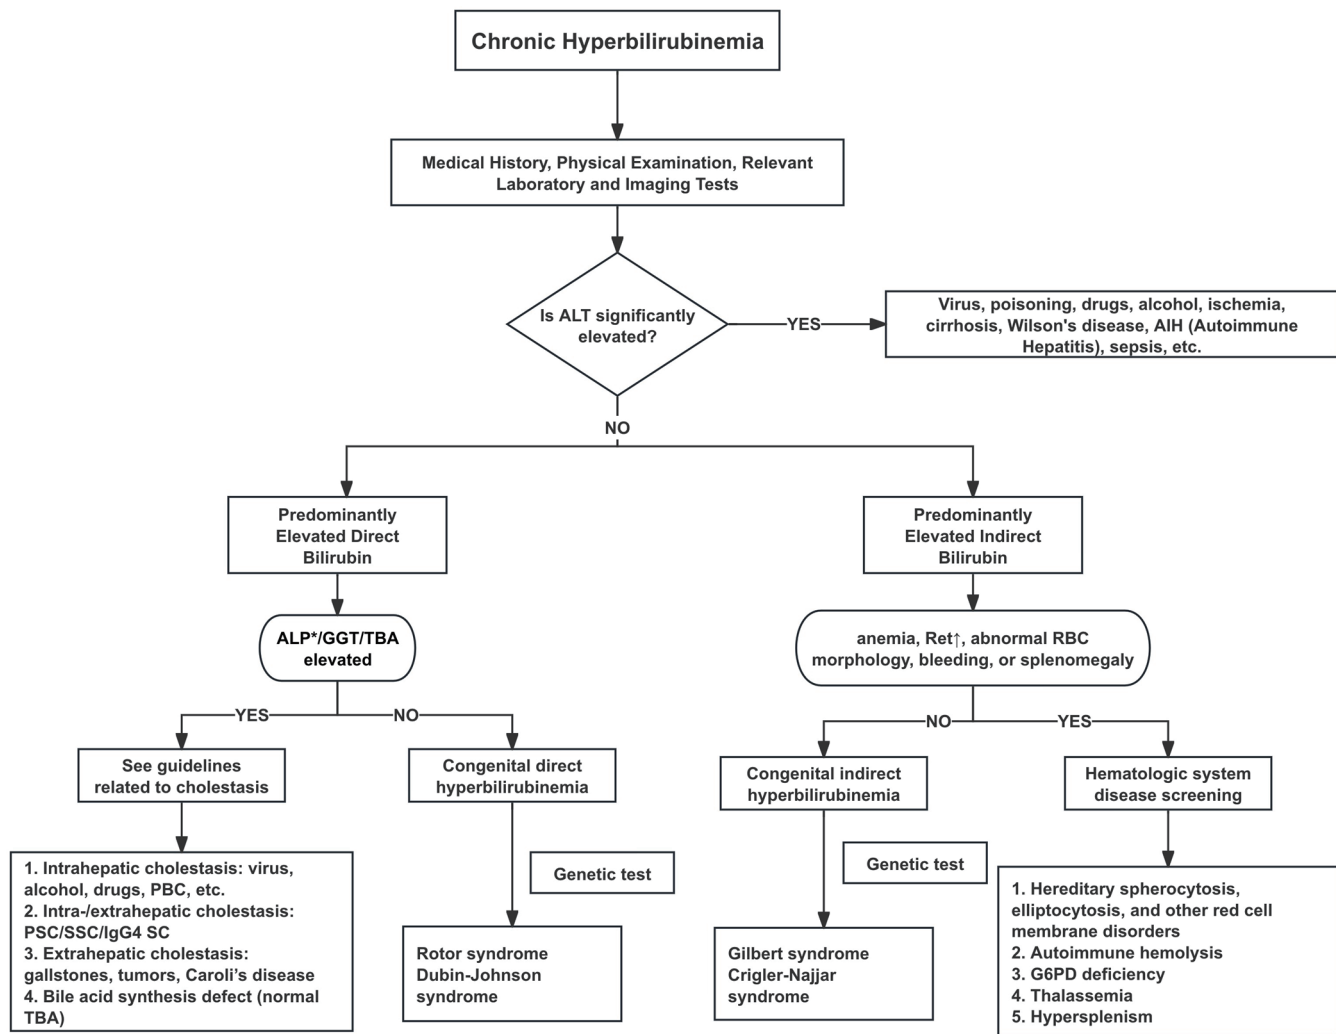 Chronic Hyperbilirubinemia
Medical History, Physical Examination, Relevant
Laboratory and Imaging Tests
Is ALT significantly
elevated?
YES
Virus, poisoning, drugs, alcohol, ischemia,
cirrhosis, Wilson's disease, AIH (Autoimmune
Hepatitis), sepsis, etc.
NO
Predominantly
Elevated Direct
Bilirubin
Predominantly
Elevated Indirect
Bilirubin
ALP*/GGT/TBA
elevated
anemia, Ret↑, abnormal RBC
morphology, bleeding, or splenomegaly
YES
NO
NO
YES
See guidelines
related to cholestasis
Congenital direct
hyperbilirubinemia
Congenital indirect
hyperbilirubinemia
Hematologic system
disease screening
Genetic test
Genetic test
1. Intrahepatic cholestasis: virus,
alcohol, drugs, PBC, etc.
2. Intra-/extrahepatic cholestasis:
PSC/SSC/IgG4 SC
3. Extrahepatic cholestasis:
gallstones, tumors, Caroli’s disease
4. Bile acid synthesis defect (normal
TBA)
Rotor syndrome
Dubin-Johnson
syndrome
Gilbert syndrome
Crigler-Najjar
syndrome
1. Hereditary spherocytosis,
elliptocytosis, and other red cell
membrane disorders
2. Autoimmune hemolysis
3. G6PD deficiency
4. Thalassemia
5. Hypersplenism